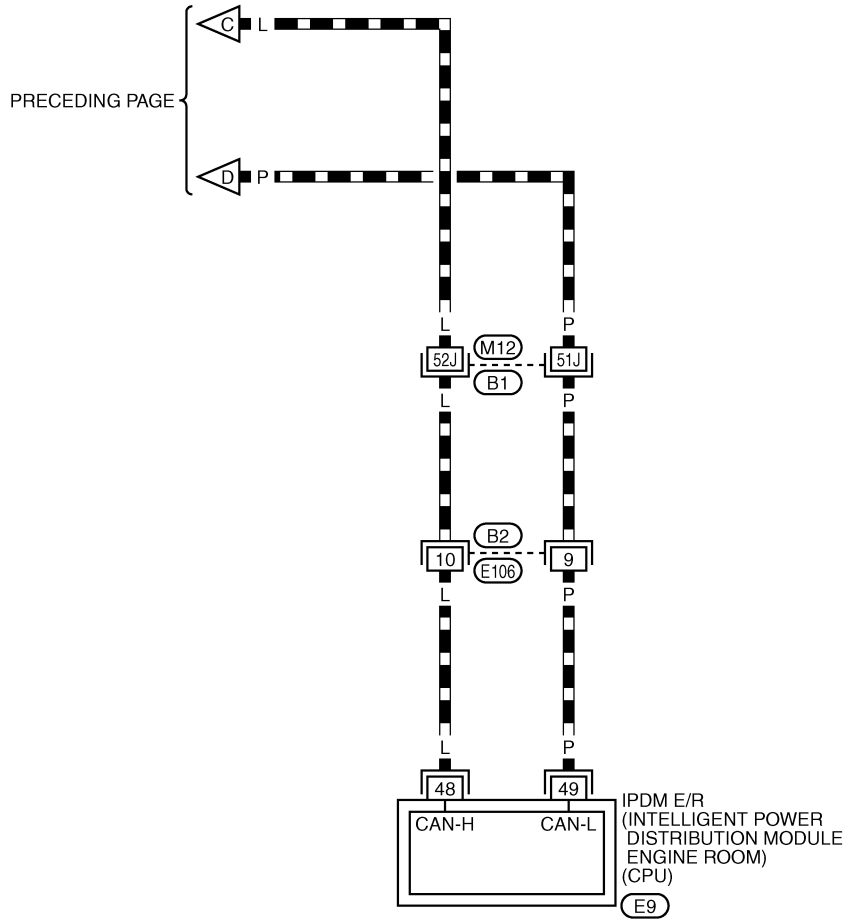 C L
PRECEDING PAGE
D P
L P
52J M12 51J
B1
L P
B2
10 9
E106
L P
L P
48 49
CAN-H CAN-L
IPDM E/R
(INTELLIGENT POWER
DISTRIBUTION MODULE
ENGINE ROOM)
(CPU)
E9